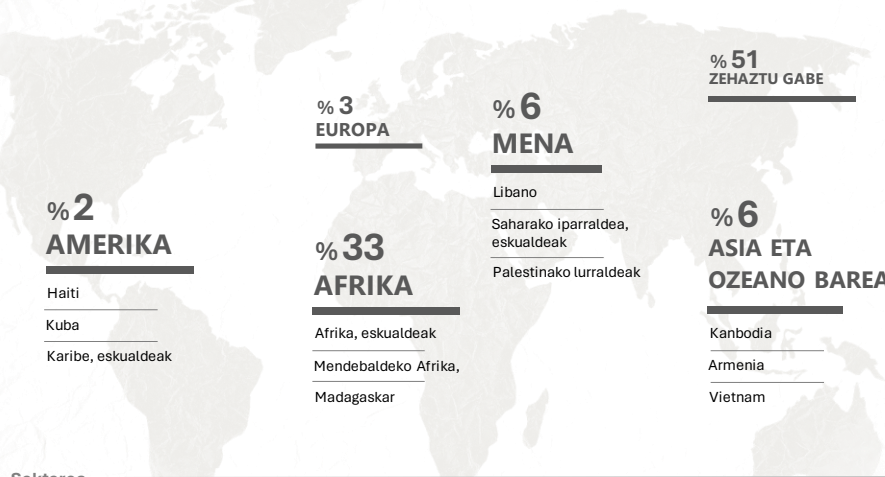 % 51
ZEHAZTU GABE
% 3
EUROPA
% 6
MENA
Libano
Saharako iparraldea,
eskualdeak
Palestinako lurraldeak
% 2
AMERIKA
Haiti
Kuba
Karibe, eskualdeak
% 33
AFRIKA
Afrika, eskualdeak
Mendebaldeko Afrika,
Madagaskar
% 6
ASIA ETA
OZEANO BAREA
Kanbodia
Armenia
Vietnam